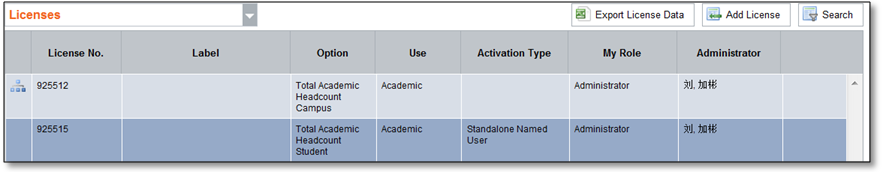 Licenses
Export License Data
Add License
Search
License No. Label Option Use Activation Type My Role Administrator
925512 Total Academic Academic Administrator 刘, 加彬
Headcount
Campus
925515 Total Academic Academic Standalone Named Administrator 刘, 加彬
Headcount User
Student